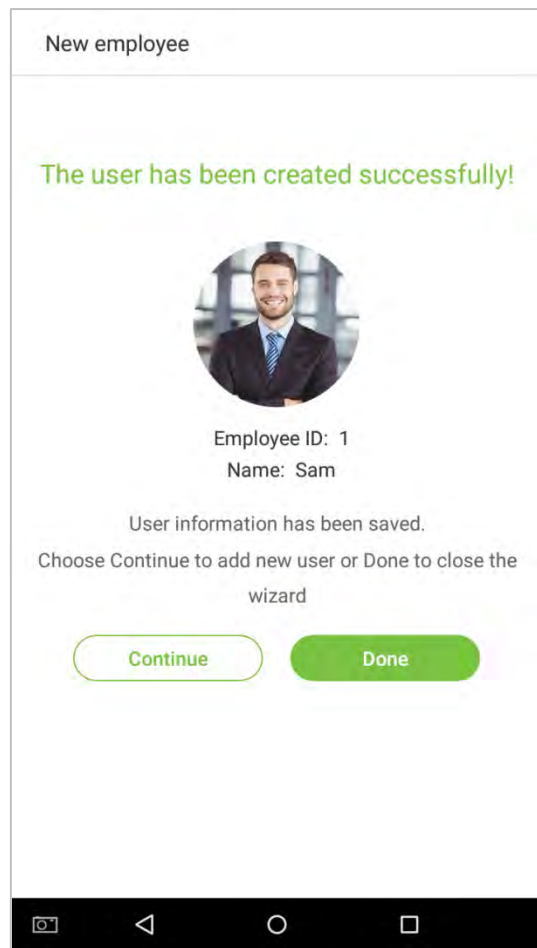 New employee
The user has been created successfully!
Employee ID: 1
Name: Sam
User information has been saved.
Choose Continue to add new user or Done to close the
wizard
Continue Done